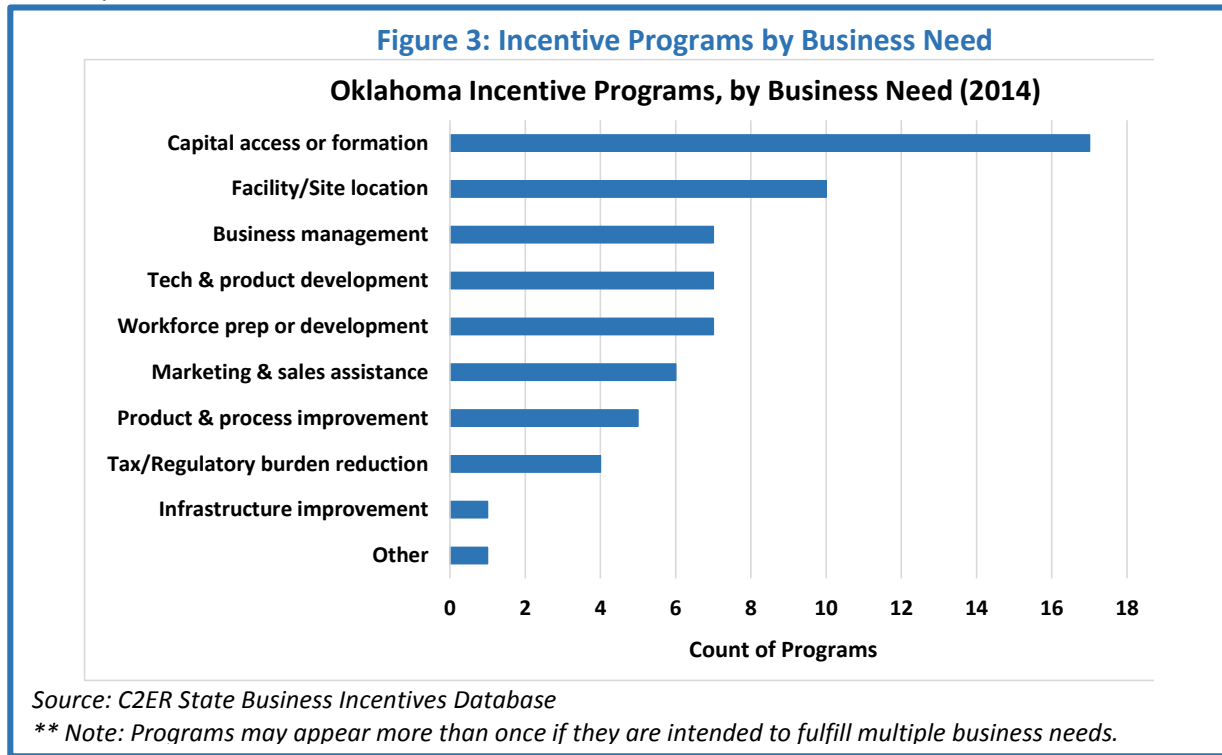 Figure 3: Incentive Programs by Business Need
Oklahoma Incentive Programs, by Business Need (2014)
Capital access or formation
Facility/Site location
Business management
Tech & product development
Workforce prep or development
Marketing & sales assistance
Product & process improvement
Tax/Regulatory burden reduction
Infrastructure improvement
Other
0 2 4 6 8 10 12 14 16 18
Count of Programs
Source: C2ER State Business Incentives Database
** Note: Programs may appear more than once if they are intended to fulfill multiple business needs.